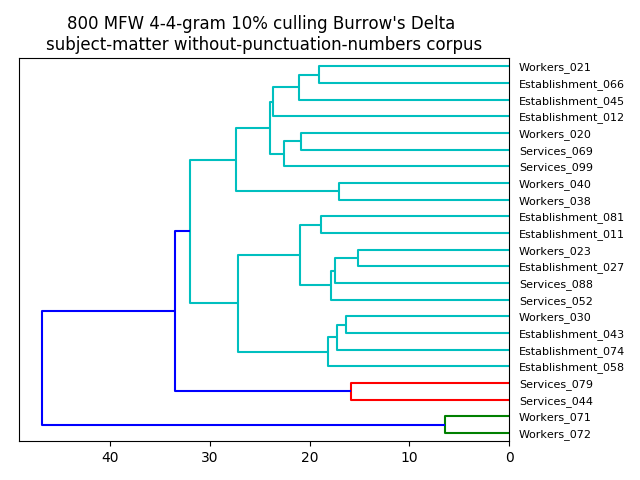 800 MFW 4-4-gram 10% culling Burrow's Delta
subject-matter without-punctuation-numbers corpus
Workers_021
Establishment_066
Establishment_045
Establishment_012
Workers_020
Services_069
Services_099
Workers_040
Workers_038
Establishment_081
Establishment_011
Workers_023
Establishment_027
Services_088
Services_052
Workers_030
Establishment_043
Establishment_074
Establishment_058
Services_079
Services_044
Workers_071
Workers_072
40 30 20 10 0